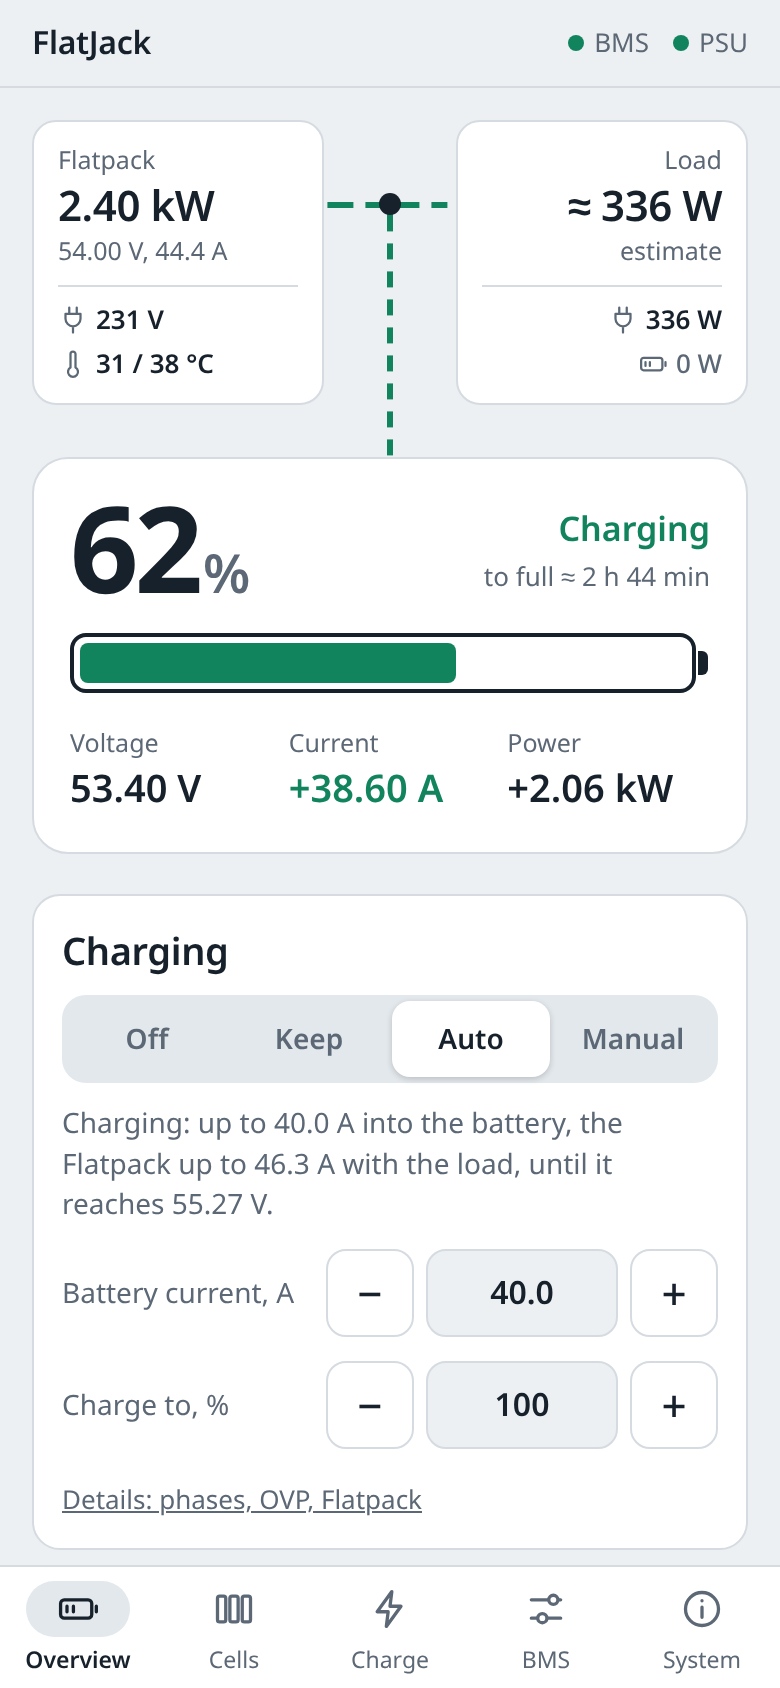 FlatJack
BMS
PSU
Flatpack
2.40 kW
54.00 V, 44.4 A
231 V
31 / 38 °C
Load
≈ 336 W
estimate
336 W
0 W
62%
Charging
to full ≈ 2 h 44 min
Voltage
53.40 V
Current
+38.60 A
Power
+2.06 kW
Charging
Off
Keep
Auto
Manual
Charging: up to 40.0 A into the battery, the
Flatpack up to 46.3 A with the load, until it
reaches 55.27 V.
Battery current, A
−
40.0
+
Charge to, %
−
100
+
Details: phases, OVP, Flatpack
Overview
Cells
Charge
BMS
System